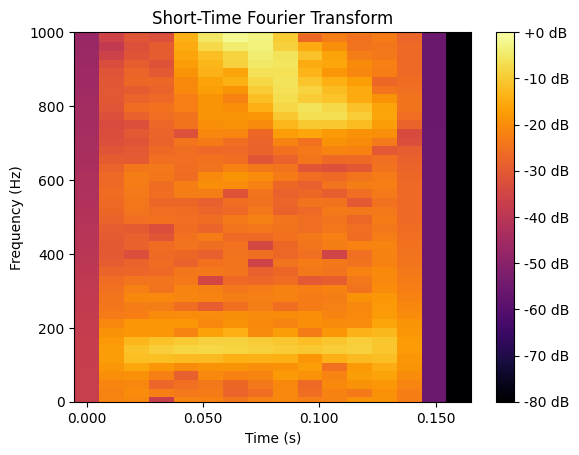 Short-Time Fourier Transform
1000
800
600
400
200
0
Frequency (Hz)
0.000
0.050
0.100
0.150
Time (s)
+0 dB
-10 dB
-20 dB
-30 dB
-40 dB
-50 dB
-60 dB
-70 dB
-80 dB